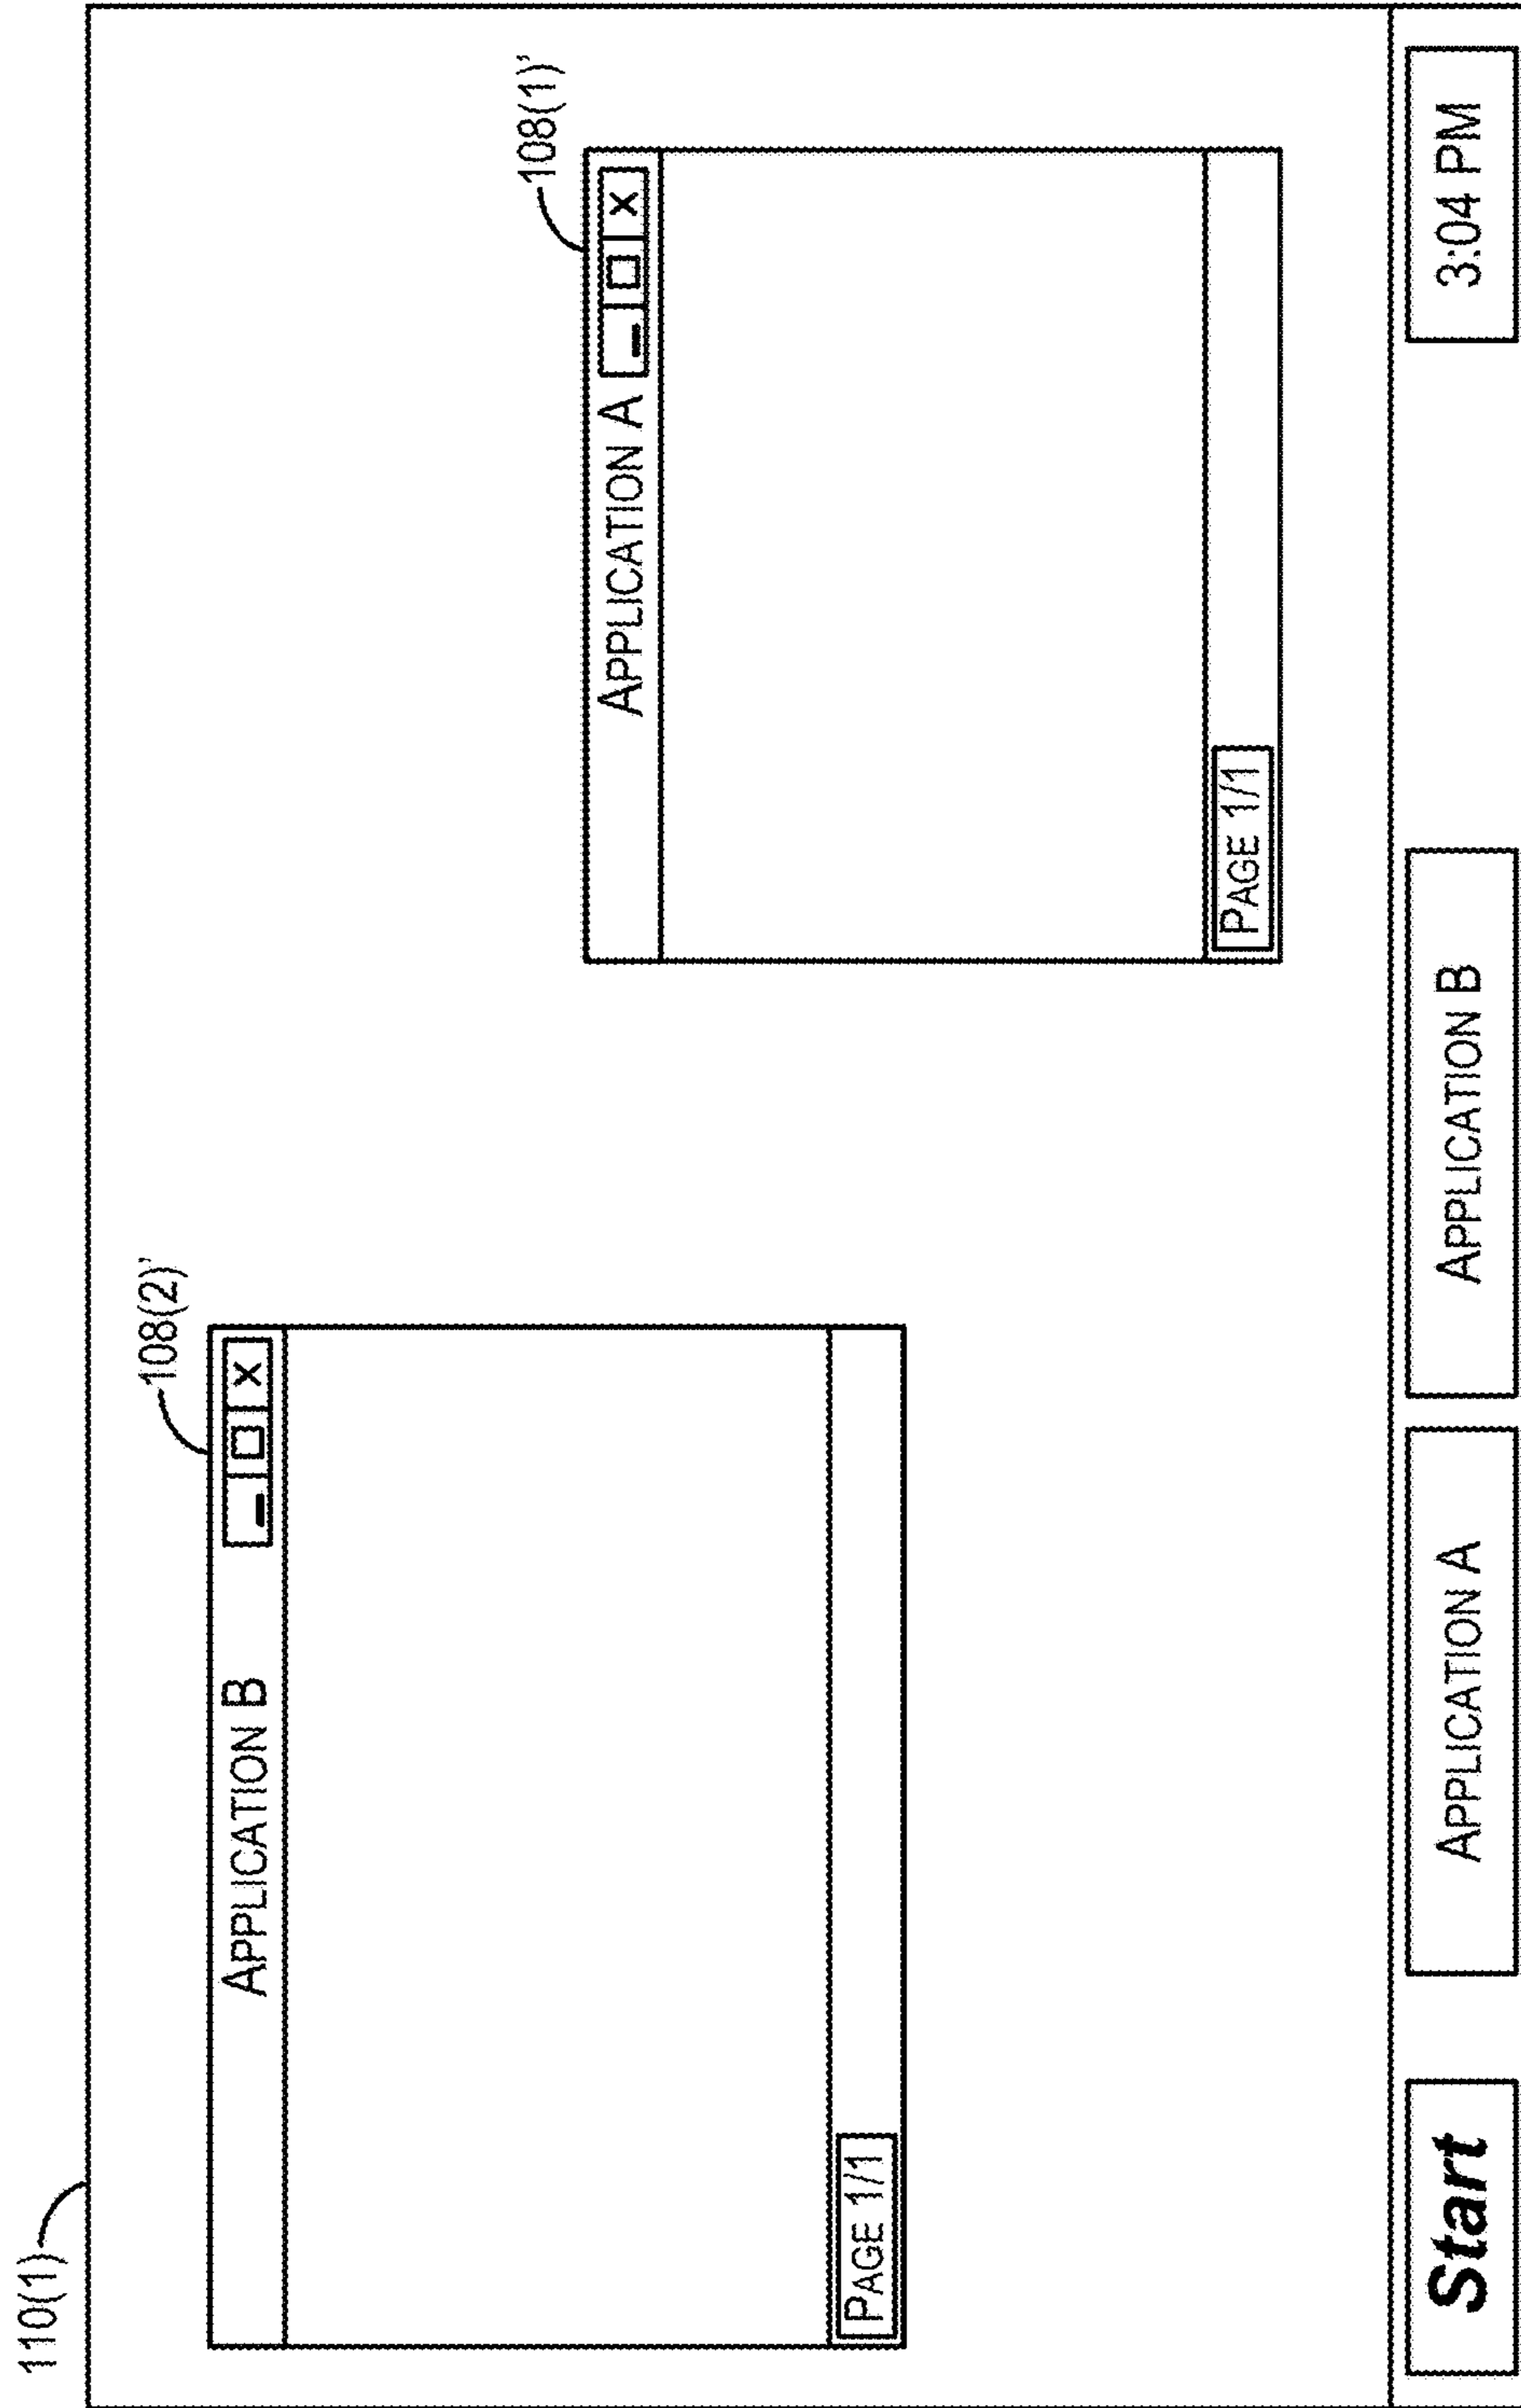 110(1)
108(2)'
APPLICATION B
_ □ X
PAGE 1/1
108(1)'
APPLICATION A
_ □ X
PAGE 1/1
Start
APPLICATION A
APPLICATION B
3:04 PM